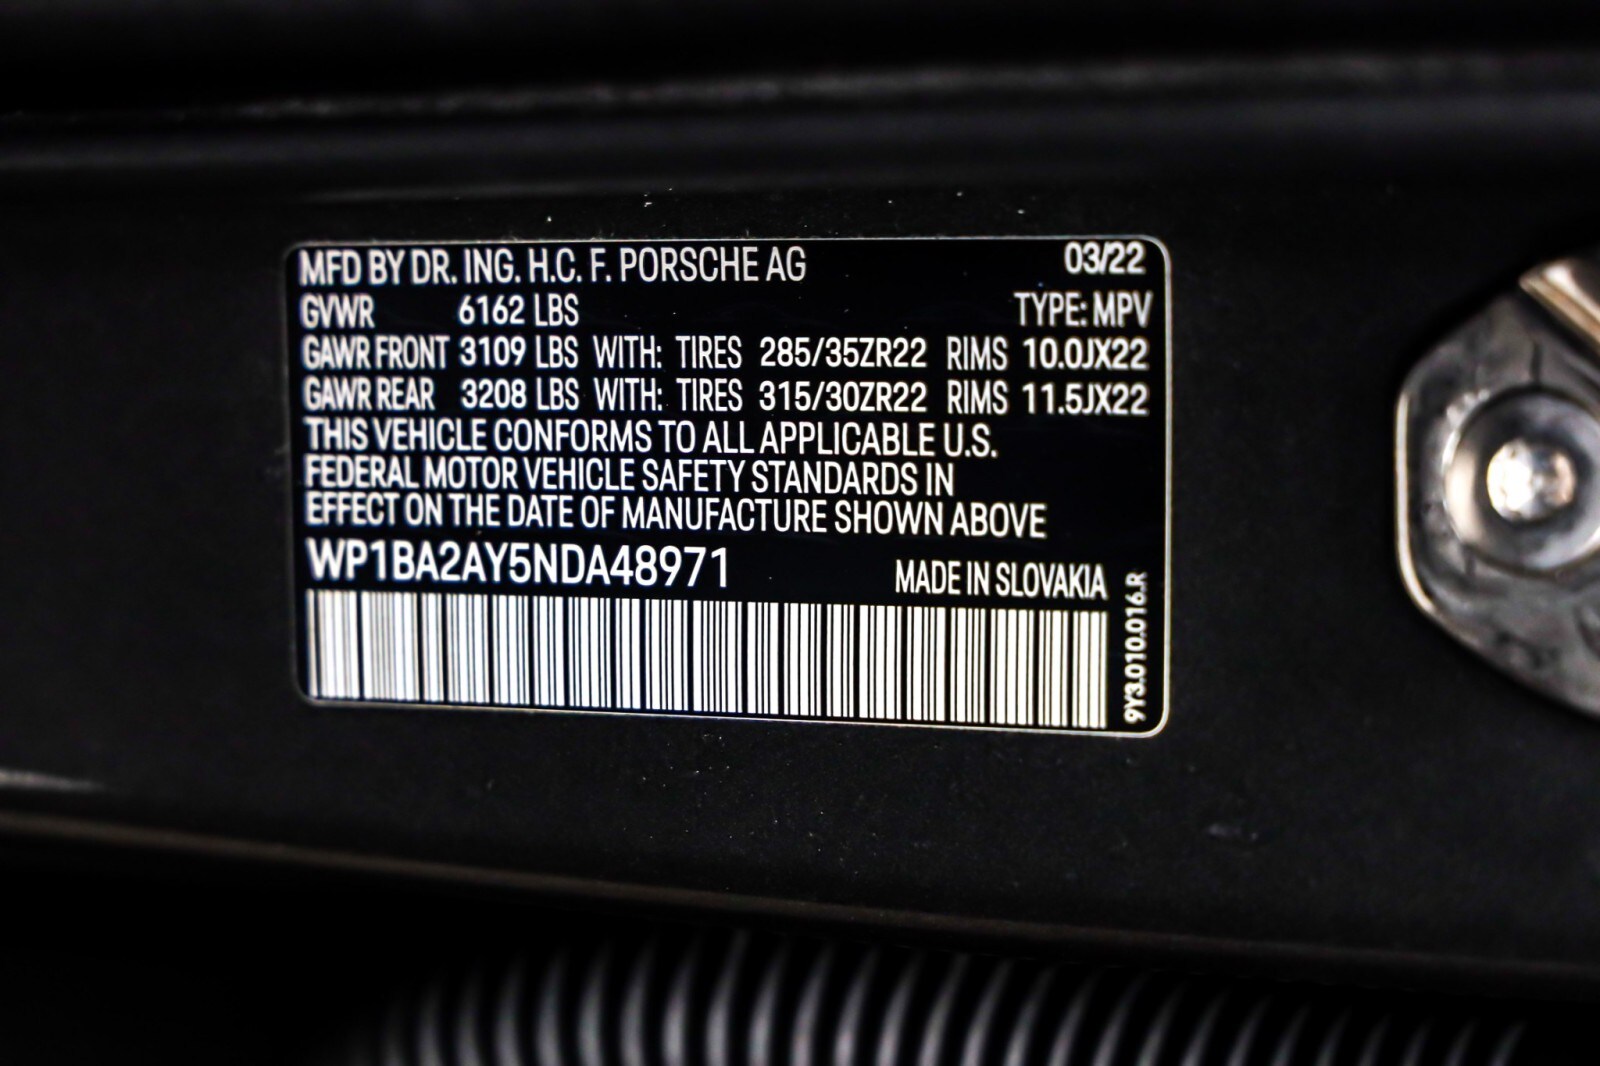 MFD BY DR. ING. H.C. F. PORSCHE AG 03/22
GVWR 6162 LBS TYPE: MPV
GAWR FRONT 3109 LBS WITH: TIRES 285/35ZR22 RIMS 10.0JX22
GAWR REAR 3208 LBS WITH: TIRES 315/30ZR22 RIMS 11.5JX22
THIS VEHICLE CONFORMS TO ALL APPLICABLE U.S.
FEDERAL MOTOR VEHICLE SAFETY STANDARDS IN
EFFECT ON THE DATE OF MANUFACTURE SHOWN ABOVE
WP1BA2AY5NDA48971 MADE IN SLOVAKIA
9Y3.010.016.R